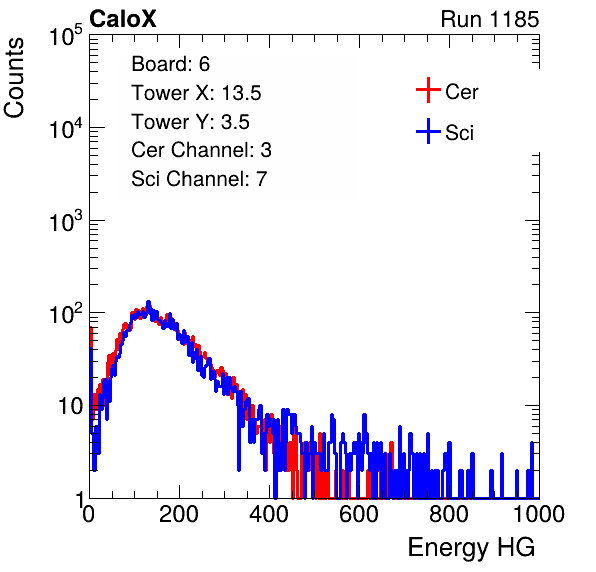 CaloX Run 1185
Counts
Board: 6
Tower X: 13.5
Tower Y: 3.5
Cer Channel: 3
Sci Channel: 7
Cer
Sci
10^5
10^4
10^3
10^2
10
1
0 200 400 600 800 1000
Energy HG